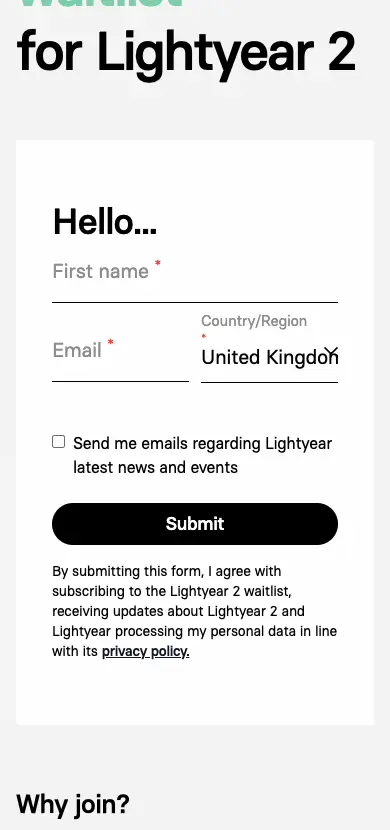 waitlist
for Lightyear 2
Hello...
First name *
Country/Region
*
Email *
United Kingdom
Send me emails regarding Lightyear
latest news and events
Submit
By submitting this form, I agree with
subscribing to the Lightyear 2 waitlist,
receiving updates about Lightyear 2 and
Lightyear processing my personal data in line
with its privacy policy.
Why join?